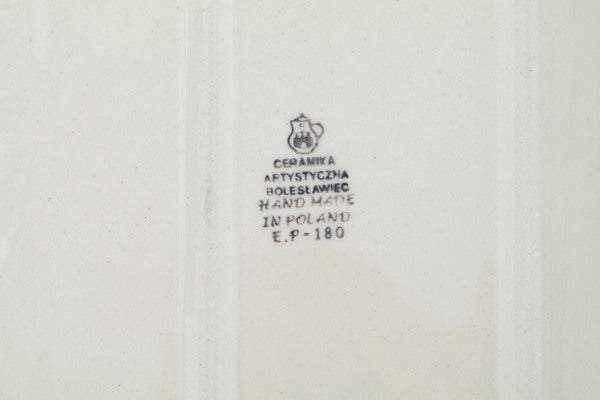 CERAMIKA
ARTYSTYCZNA
BOLESŁAWIEC
HAND MADE
IN POLAND
E.P-180